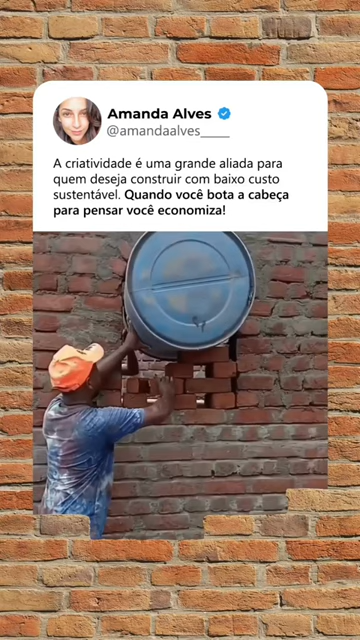 Amanda Alves
@amandaalves____
A criatividade é uma grande aliada para
quem deseja construir com baixo custo
sustentável. Quando você bota a cabeça
para pensar você economiza!